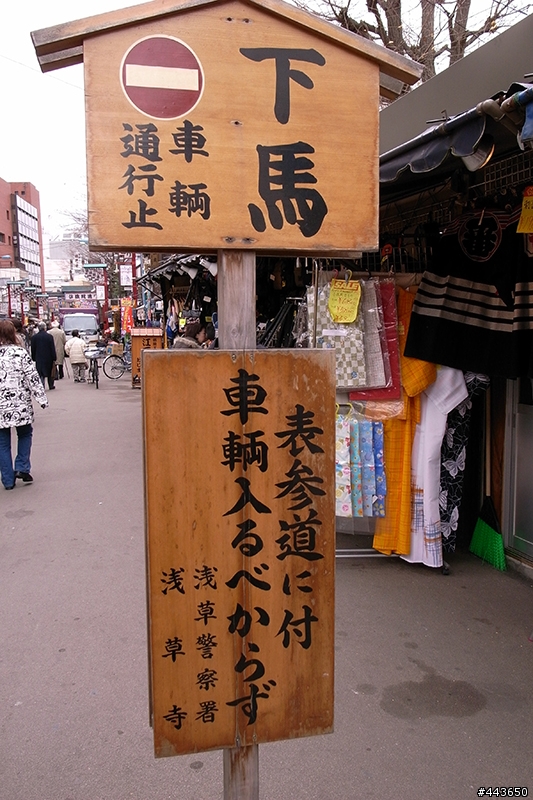 下馬
車輌
通行止
表参道に付
車輌入るべからず
浅草警察署
浅草寺
SALE
#443650